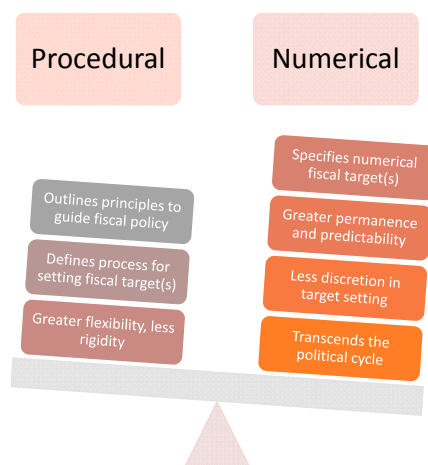 Procedural
Numerical
Outlines principles to
guide fiscal policy
Defines process for
setting fiscal target(s)
Greater flexibility, less
rigidity
Specifies numerical
fiscal target(s)
Greater permanence
and predictability
Less discretion in
target setting
Transcends the
political cycle